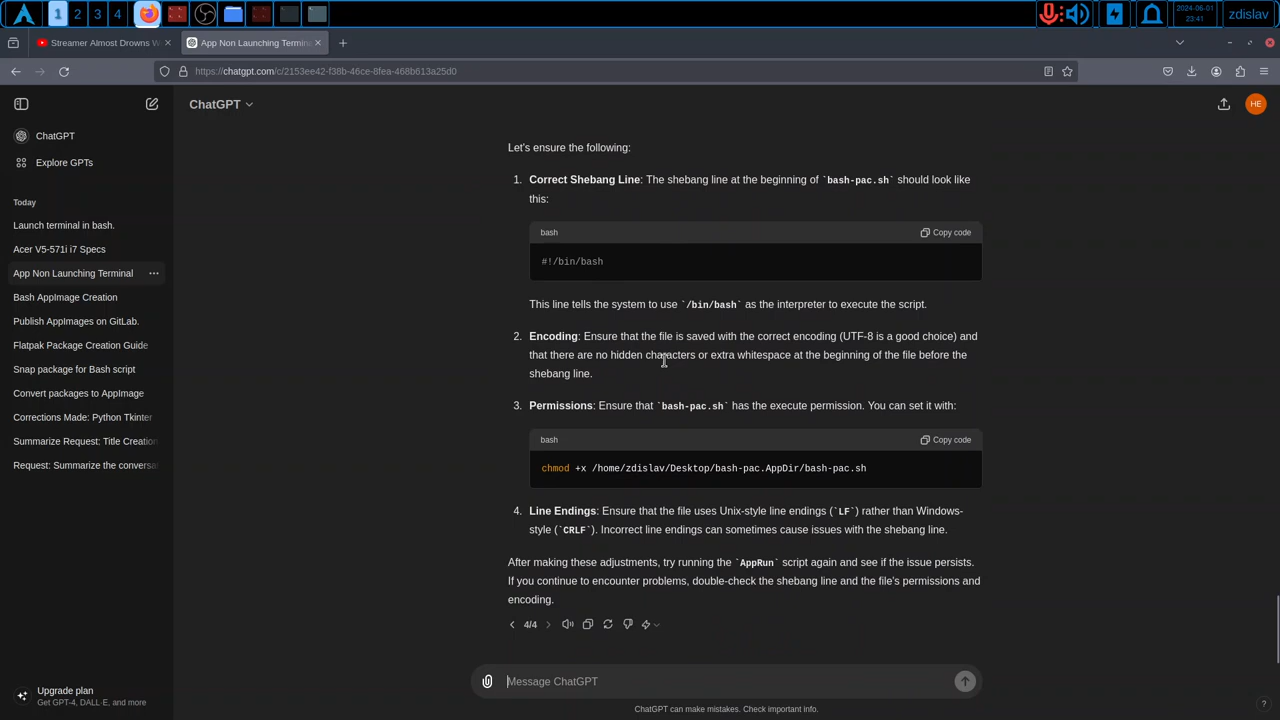 1 2 3 4
2024-06-01
23:41
zdislav
Streamer Almost Drowns W
App Non Launching Termina
https://chatgpt.com/c/2153ee42-f38b-46ce-8fea-468b613a25d0
ChatGPT
Explore GPTs
Today
Launch terminal in bash.
Acer V5-571i i7 Specs
App Non Launching Terminal
Bash AppImage Creation
Publish AppImages on GitLab.
Flatpak Package Creation Guide
Snap package for Bash script
Convert packages to AppImage
Corrections Made: Python Tkinter
Summarize Request: Title Creation
Request: Summarize the conversa
Upgrade plan
Get GPT-4, DALL·E, and more
ChatGPT
HE
Let's ensure the following:
1. Correct Shebang Line: The shebang line at the beginning of `bash-pac.sh` should look like
this:
bash
Copy code
#!/bin/bash
This line tells the system to use `/bin/bash` as the interpreter to execute the script.
2. Encoding: Ensure that the file is saved with the correct encoding (UTF-8 is a good choice) and
that there are no hidden characters or extra whitespace at the beginning of the file before the
shebang line.
3. Permissions: Ensure that `bash-pac.sh` has the execute permission. You can set it with:
bash
Copy code
chmod +x /home/zdislav/Desktop/bash-pac.AppDir/bash-pac.sh
4. Line Endings: Ensure that the file uses Unix-style line endings (`LF`) rather than Windows-
style (`CRLF`). Incorrect line endings can sometimes cause issues with the shebang line.
After making these adjustments, try running the `AppRun` script again and see if the issue persists.
If you continue to encounter problems, double-check the shebang line and the file's permissions and
encoding.
4/4
Message ChatGPT
ChatGPT can make mistakes. Check important info.
?